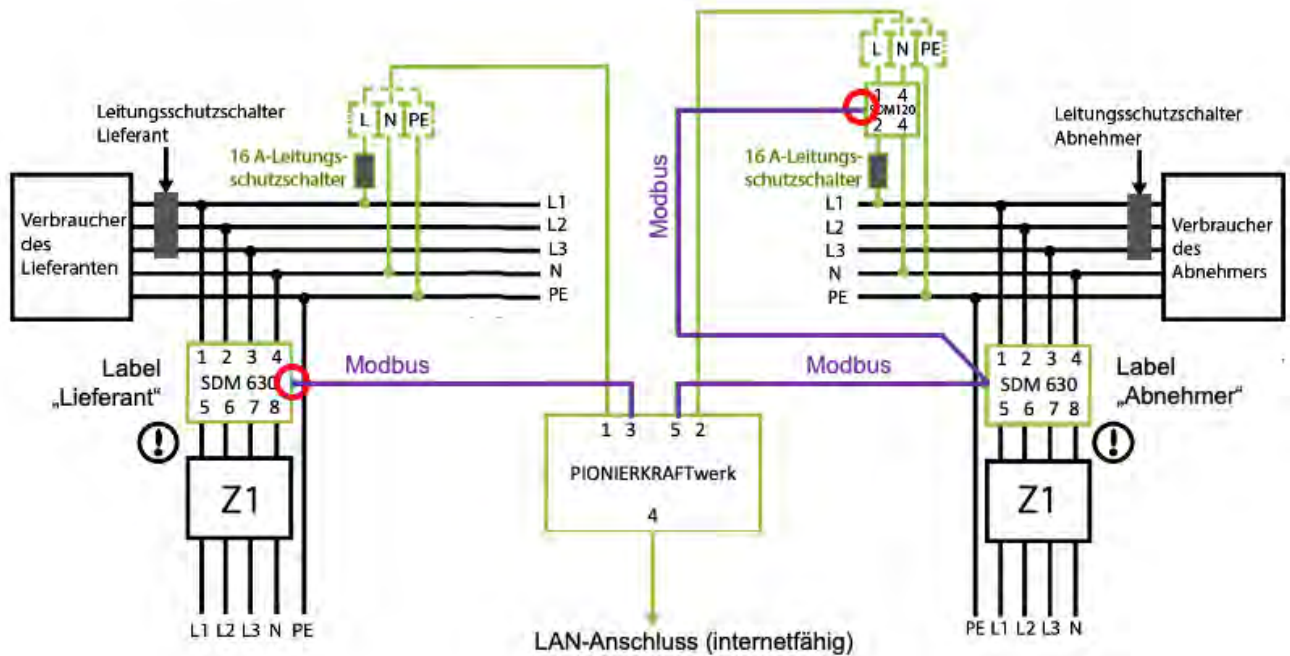 L N PE
Leitungsschutzschalter
Lieferant
16 A-Leitungs-
schutzschalter
Verbraucher
des
Lieferanten
L1
L2
L3
N
PE
1 2 3 4
SDM 630
5 6 7 8
Label
„Lieferant“
!
Z1
L1 L2 L3 N PE
Modbus
1 3 5 2
PIONIERKRAFTwerk
4
LAN-Anschluss (internetfähig)
Modbus
Modbus
L N PE
1 4
SDM120
2 4
16 A-Leitungs-
schutzschalter
Leitungsschutzschalter
Abnehmer
L1
L2
L3
N
PE
Verbraucher
des
Abnehmers
1 2 3 4
SDM 630
5 6 7 8
Label
„Abnehmer“
!
Z1
PE L1 L2 L3 N